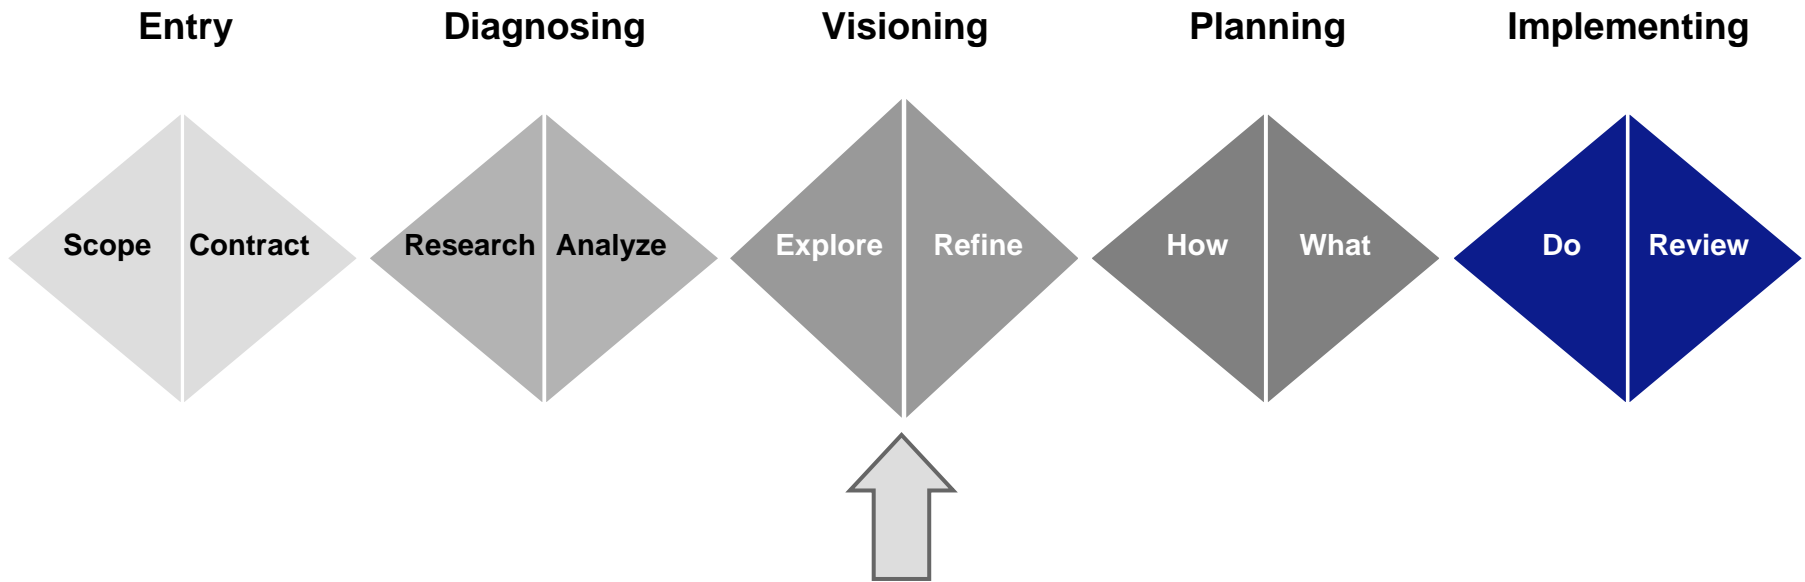 Entry Diagnosing Visioning Planning Implementing
Scope Contract Research Analyze Explore Refine How What Do Review